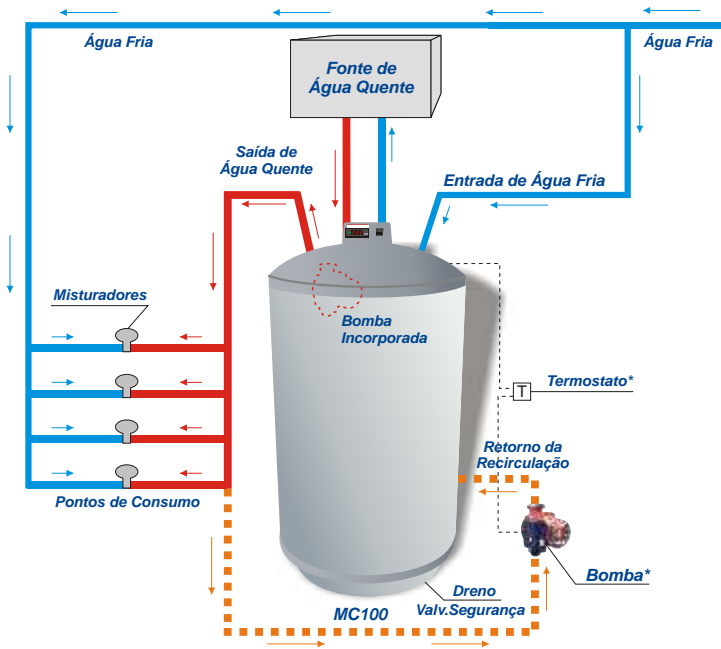 Água Fria
Água Fria
Fonte de
Água Quente
Saída de
Água Quente
Entrada de Água Fria
Misturadores
Bomba
Incorporada
Termostato*
T
Retorno da
Recirculação
Pontos de Consumo
Bomba*
Dreno
Valv.Segurança
MC100